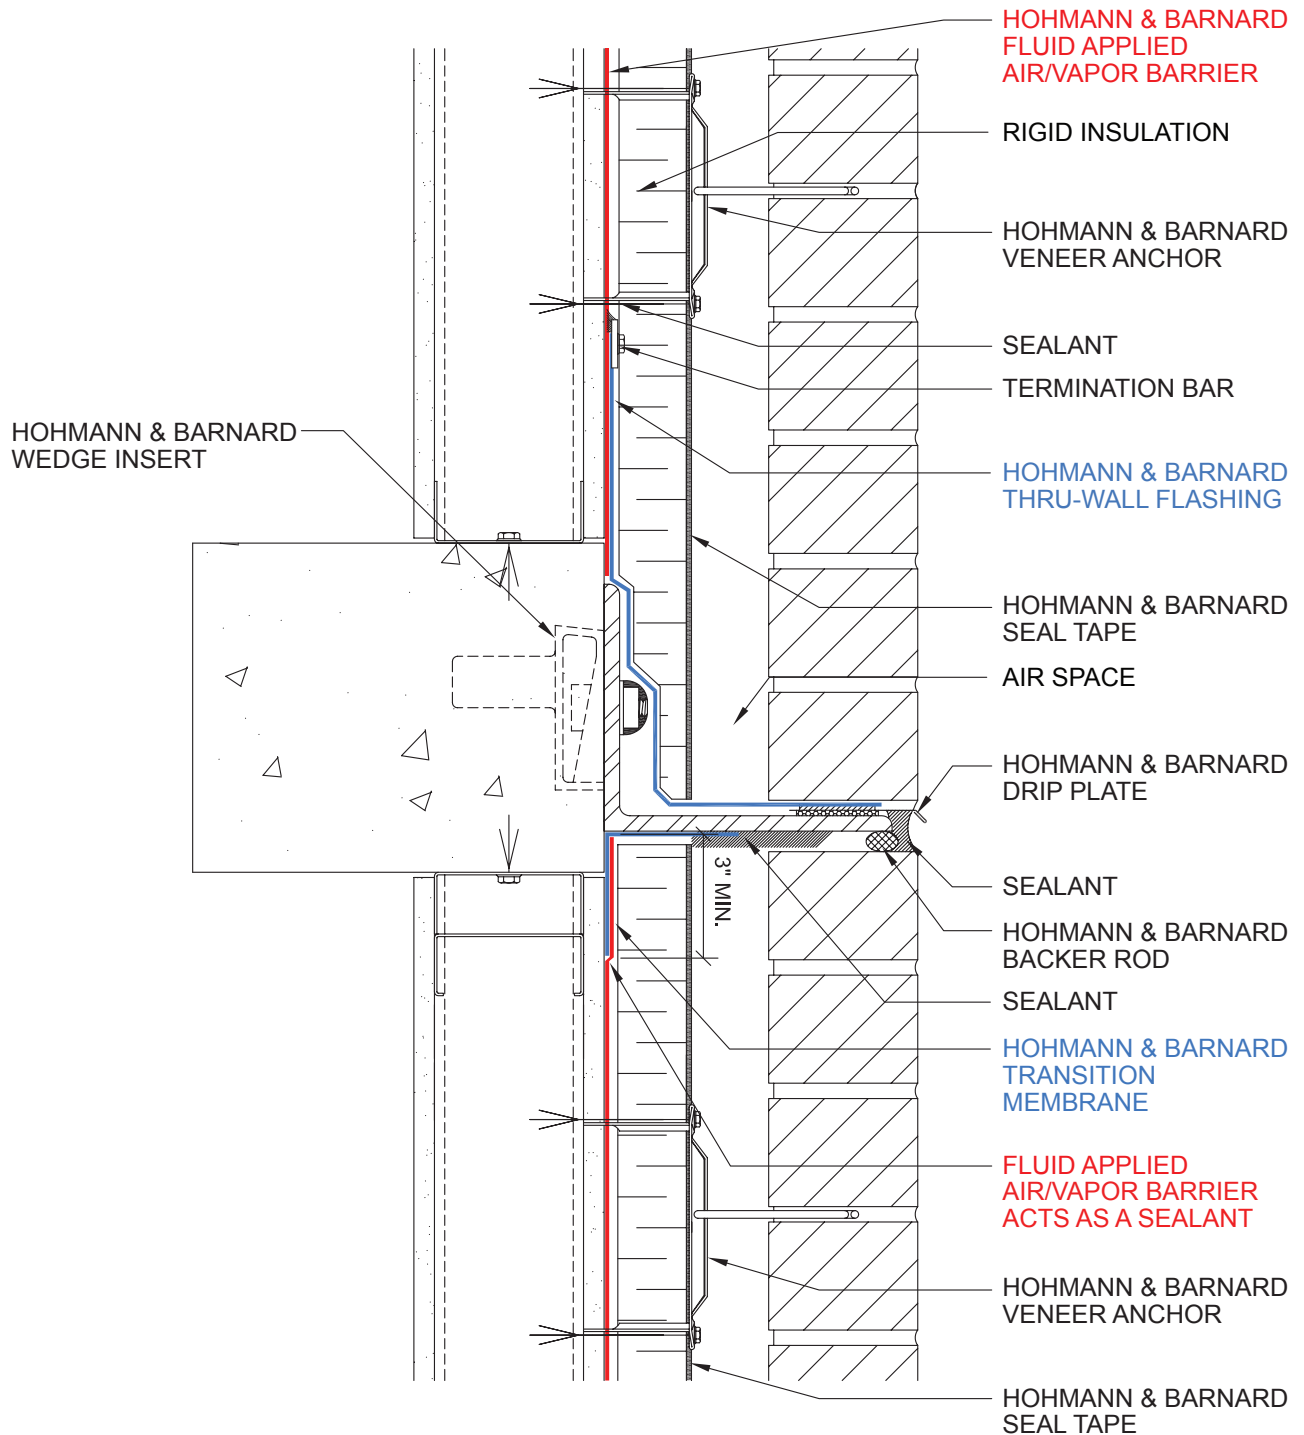 HOHMANN & BARNARD
FLUID APPLIED
AIR/VAPOR BARRIER
RIGID INSULATION
HOHMANN & BARNARD
VENEER ANCHOR
SEALANT
TERMINATION BAR
HOHMANN & BARNARD
WEDGE INSERT
HOHMANN & BARNARD
THRU-WALL FLASHING
HOHMANN & BARNARD
SEAL TAPE
AIR SPACE
HOHMANN & BARNARD
DRIP PLATE
3" MIN.
SEALANT
HOHMANN & BARNARD
BACKER ROD
SEALANT
HOHMANN & BARNARD
TRANSITION
MEMBRANE
FLUID APPLIED
AIR/VAPOR BARRIER
ACTS AS A SEALANT
HOHMANN & BARNARD
VENEER ANCHOR
HOHMANN & BARNARD
SEAL TAPE